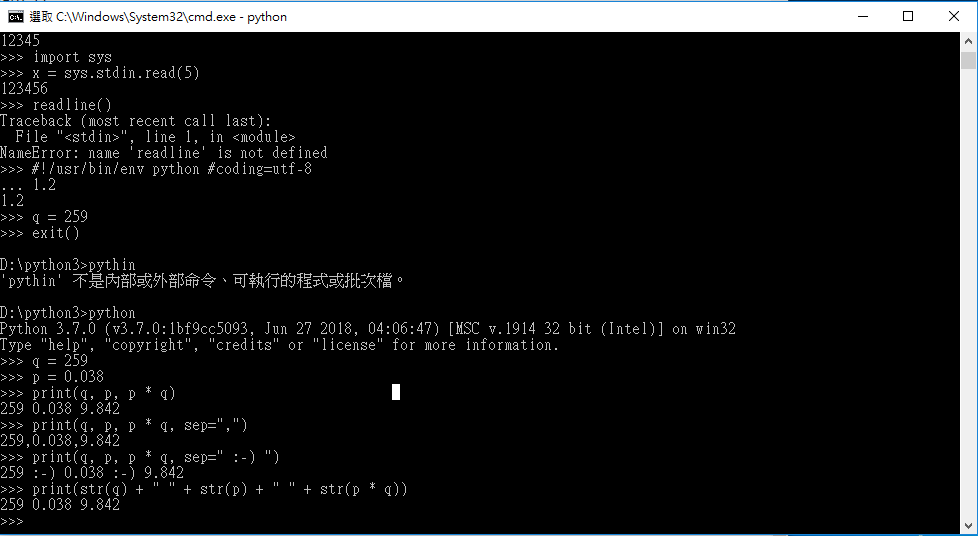 選取 C:\Windows\System32\cmd.exe - python
12345
>>> import sys
>>> x = sys.stdin.read(5)
123456
>>> readline()
Traceback (most recent call last):
  File "<stdin>", line 1, in <module>
NameError: name 'readline' is not defined
>>> #!/usr/bin/env python #coding=utf-8
... 1.2
1.2
>>> q = 259
>>> exit()

D:\python3>pythin
'pythin' 不是內部或外部命令、可執行的程式或批次檔。

D:\python3>python
Python 3.7.0 (v3.7.0:1bf9cc5093, Jun 27 2018, 04:06:47) [MSC v.1914 32 bit (Intel)] on win32
Type "help", "copyright", "credits" or "license" for more information.
>>> q = 259
>>> p = 0.038
>>> print(q, p, p * q)
259 0.038 9.842
>>> print(q, p, p * q, sep=",")
259,0.038,9.842
>>> print(q, p, p * q, sep=" :-) ")
259 :-) 0.038 :-) 9.842
>>> print(str(q) + " " + str(p) + " " + str(p * q))
259 0.038 9.842
>>>